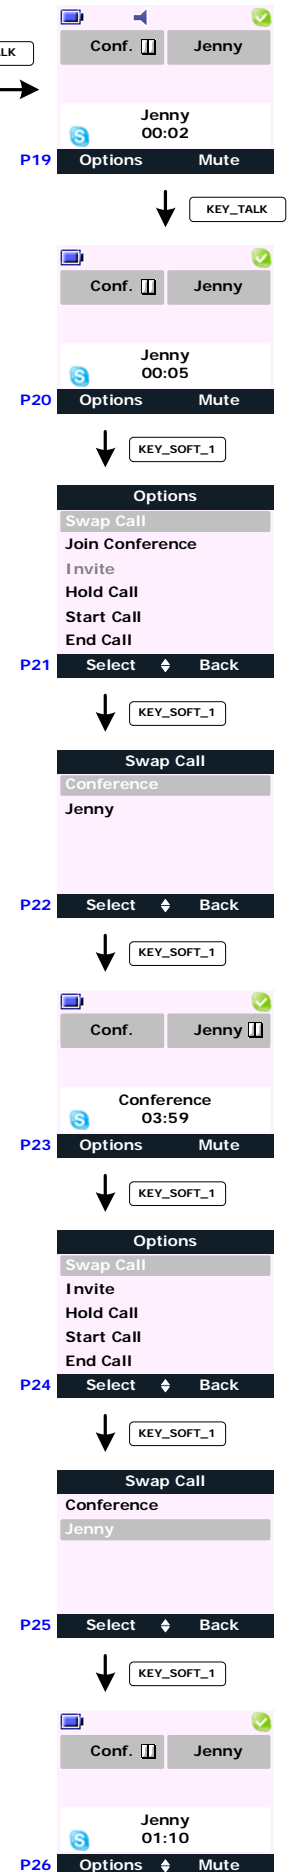 LK
Conf. Jenny
Jenny
00:02
P19 Options Mute
KEY_TALK
Conf. Jenny
Jenny
00:05
P20 Options Mute
KEY_SOFT_1
Options
Swap Call
Join Conference
Invite
Hold Call
Start Call
End Call
P21 Select Back
KEY_SOFT_1
Swap Call
Conference
Jenny
P22 Select Back
KEY_SOFT_1
Conf. Jenny
Conference
03:59
P23 Options Mute
KEY_SOFT_1
Options
Swap Call
Invite
Hold Call
Start Call
End Call
P24 Select Back
KEY_SOFT_1
Swap Call
Conference
Jenny
P25 Select Back
KEY_SOFT_1
Conf. Jenny
Jenny
01:10
P26 Options Mute